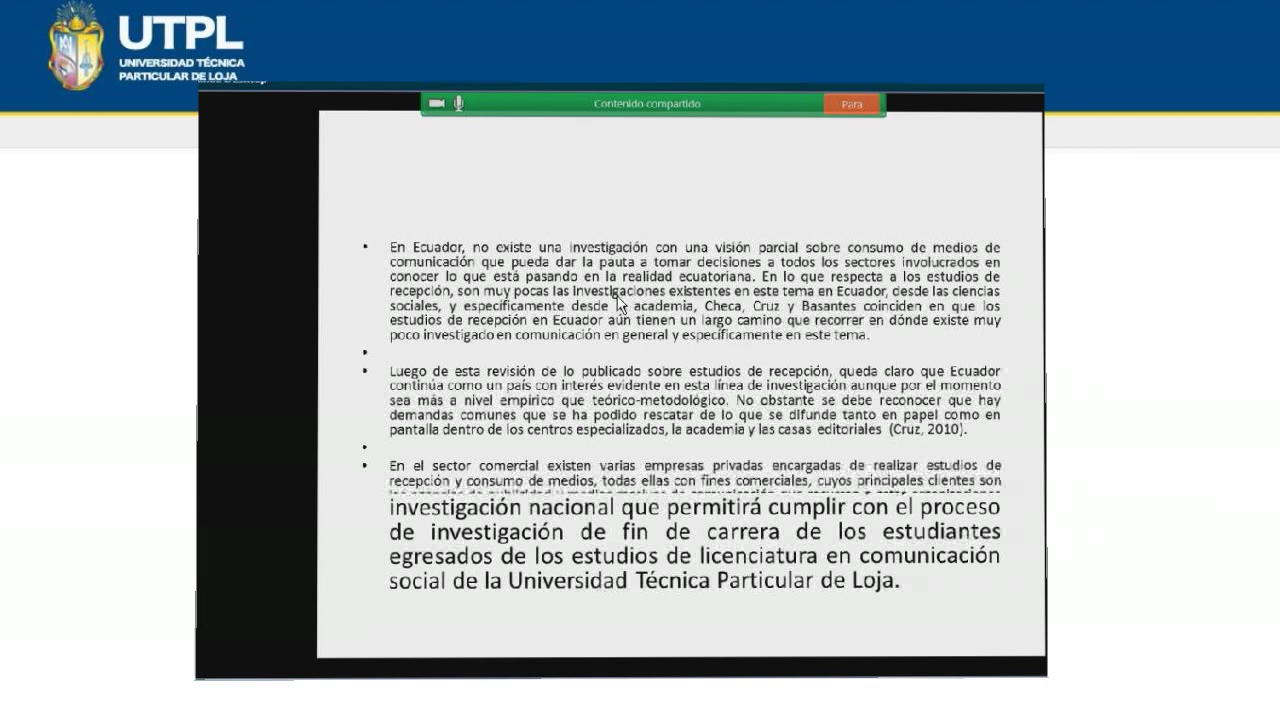 UTPL
UNIVERSIDAD TÉCNICA
PARTICULAR DE LOJA
Contenido compartido
Para
• En Ecuador, no existe una investigación con una visión parcial sobre consumo de medios de
comunicación que pueda dar la pauta a tomar decisiones a todos los sectores involucrados en
conocer lo que está pasando en la realidad ecuatoriana. En lo que respecta a los estudios de
recepción, son muy pocas las investigaciones existentes en este tema en Ecuador, desde las ciencias
sociales, y específicamente desde academia, Checa, Cruz y Basantes coinciden en que los
estudios de recepción en Ecuador aún tienen un largo camino que recorrer en dónde existe muy
poco investigado en comunicación en general y específicamente en este tema.
•
• Luego de esta revisión de lo publicado sobre estudios de recepción, queda claro que Ecuador
continúa como un país con interés evidente en esta línea de investigación aunque por el momento
sea más a nivel empírico que teórico-metodológico. No obstante se debe reconocer que hay
demandas comunes que se ha podido rescatar de lo que se difunde tanto en papel como en
pantalla dentro de los centros especializados, la academia y las casas editoriales (Cruz, 2010).
•
• En el sector comercial existen varias empresas privadas encargadas de realizar estudios de
recepción y consumo de medios, todas ellas con fines comerciales, cuyos principales clientes son
investigación nacional que permitirá cumplir con el proceso
de investigación de fin de carrera de los estudiantes
egresados de los estudios de licenciatura en comunicación
social de la Universidad Técnica Particular de Loja.